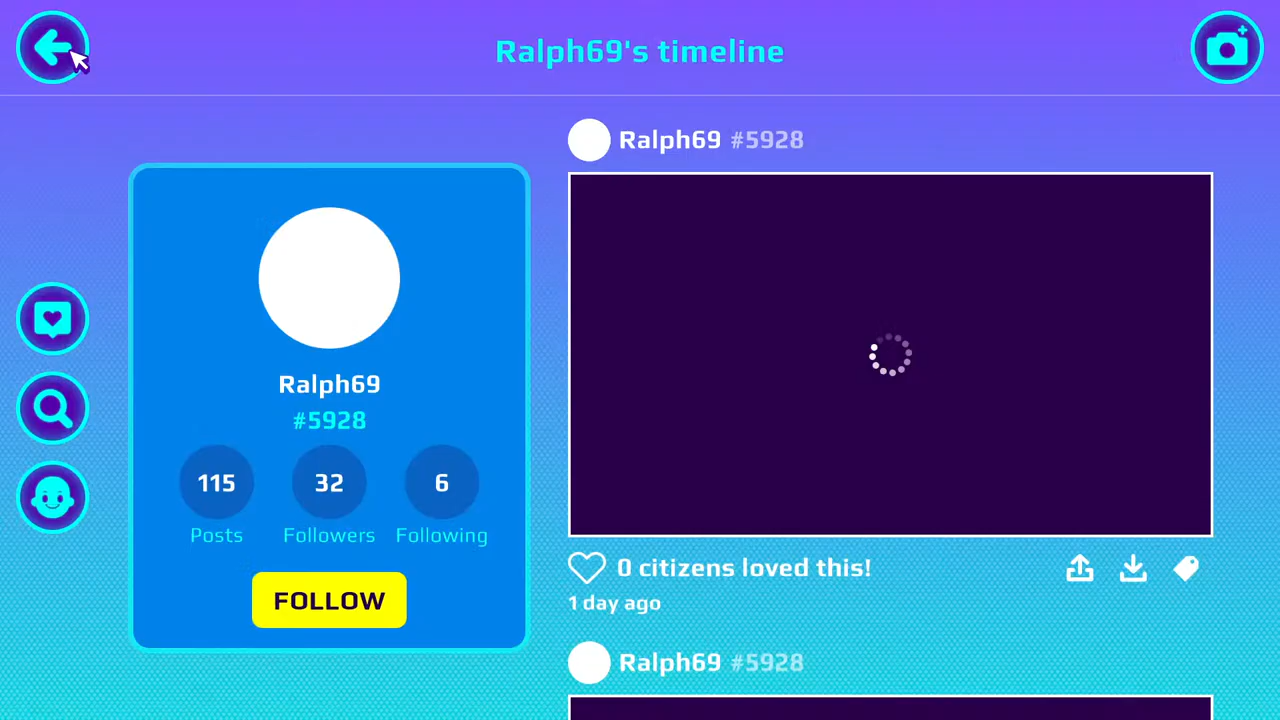 Ralph69's timeline
Ralph69
#5928
115
32
6
Posts
Followers
Following
FOLLOW
Ralph69 #5928
0 citizens loved this!
1 day ago
Ralph69 #5928